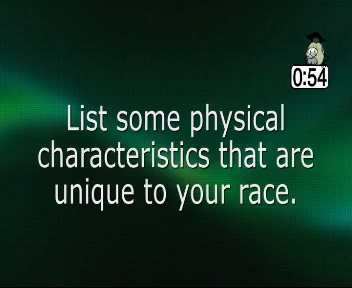 0:54
List some physical
characteristics that are
unique to your race.